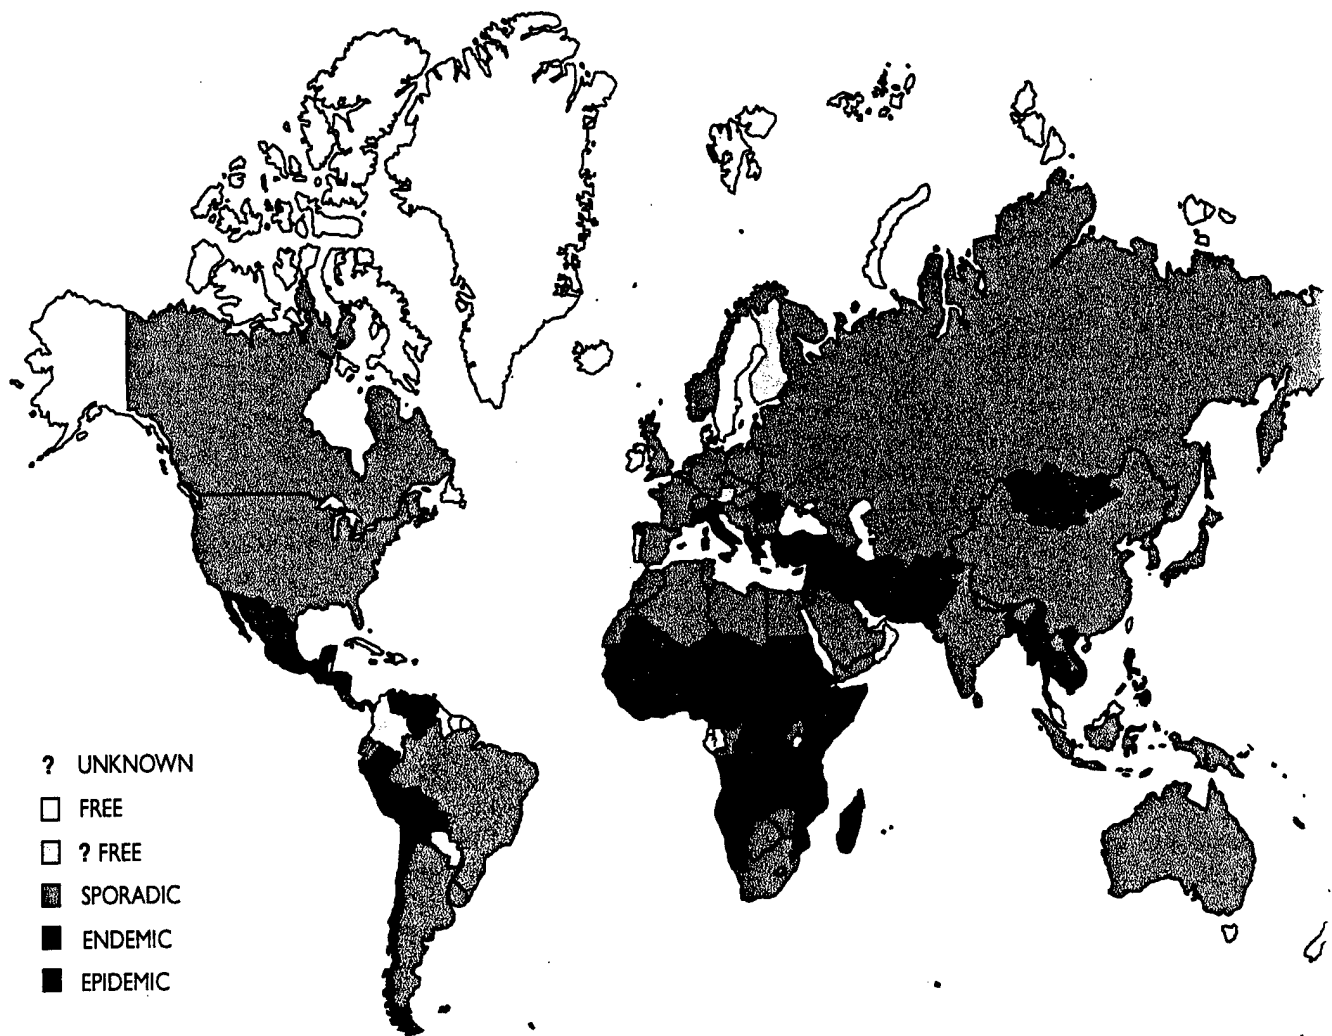 ? UNKNOWN
FREE
? FREE
SPORADIC
ENDEMIC
EPIDEMIC